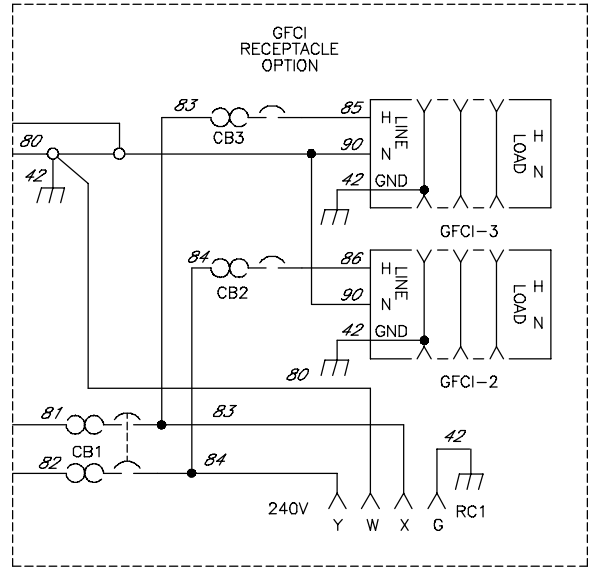 GFCI
RECEPTACLE
OPTION
83
CB3
85
H
LINE
LOAD
H
80
90
N
N
42
42
GND
GFCI-3
84
CB2
86
H
LINE
LOAD
H
90
N
N
42
GND
GFCI-2
80
81
83
CB1
42
82
84
240V
Y
W
X
G
RC1